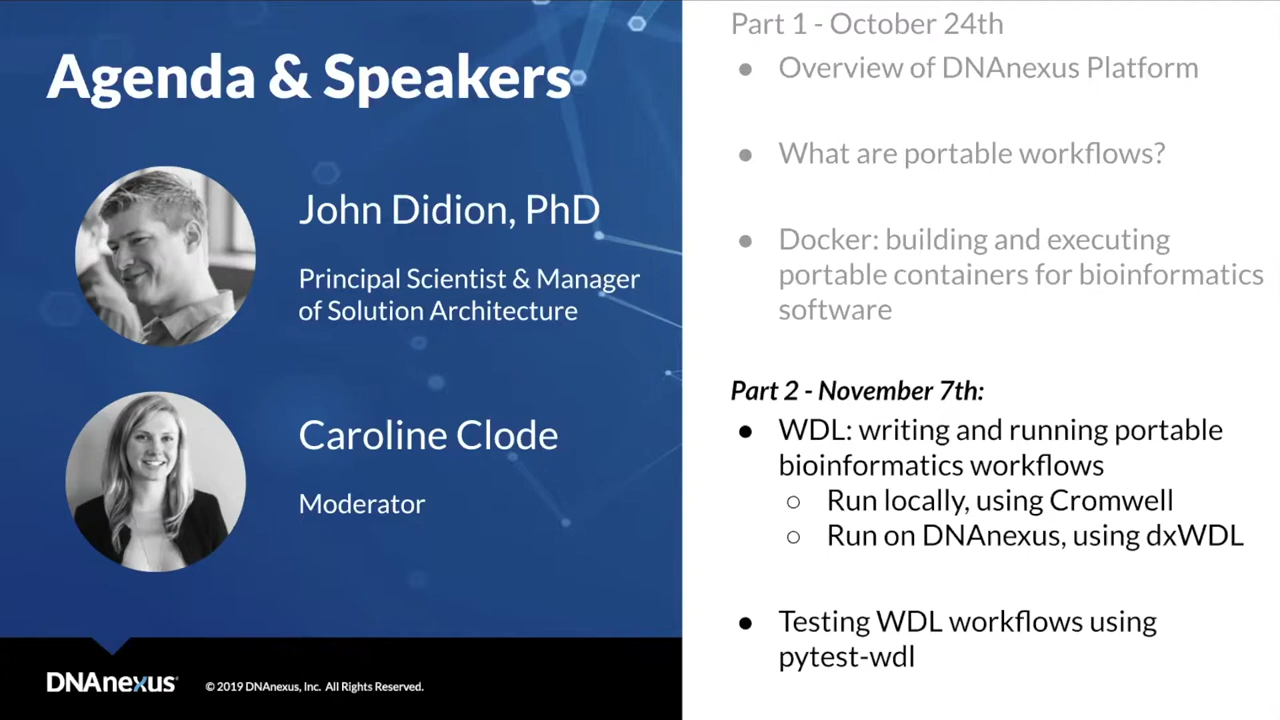 Agenda & Speakers
John Didion, PhD
Principal Scientist & Manager
of Solution Architecture
Caroline Clode
Moderator
DNAnexus
© 2019 DNAnexus, Inc. All Rights Reserved.
Part 1 - October 24th
● Overview of DNAnexus Platform
● What are portable workflows?
● Docker: building and executing
portable containers for bioinformatics
software
Part 2 - November 7th:
● WDL: writing and running portable
bioinformatics workflows
○ Run locally, using Cromwell
○ Run on DNAnexus, using dxWDL
● Testing WDL workflows using
pytest-wdl